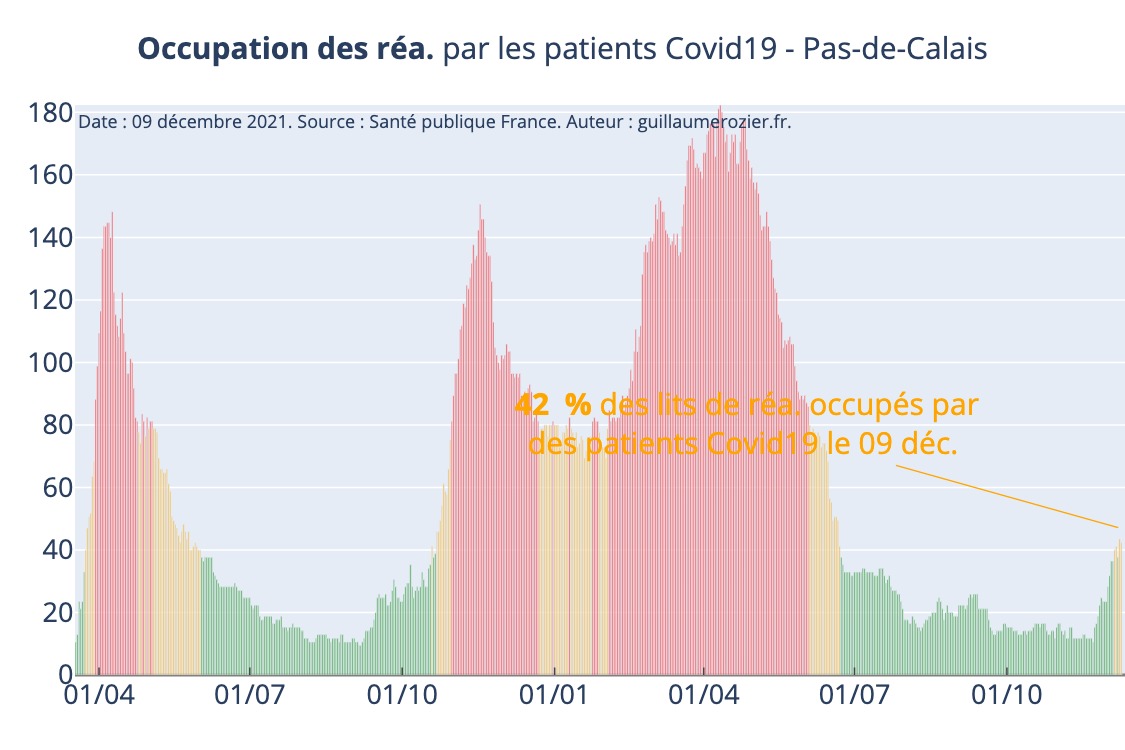 Occupation des réa. par les patients Covid19 - Pas-de-Calais
180
Date : 09 décembre 2021. Source : Santé publique France. Auteur : guillaumerozier.fr.
160
140
120
100
80
60
40
20
0
42 % des lits de réa. occupés par
des patients Covid19 le 09 déc.
01/04 01/07 01/10 01/01 01/04 01/07 01/10